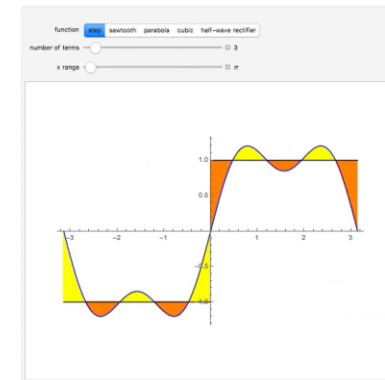 function step sawtooth parabola cubic half-wave rectifier
number of terms 3
x range π
1.0
0.5
-3 -2 -1 1 2 3
-0.5
-1.0